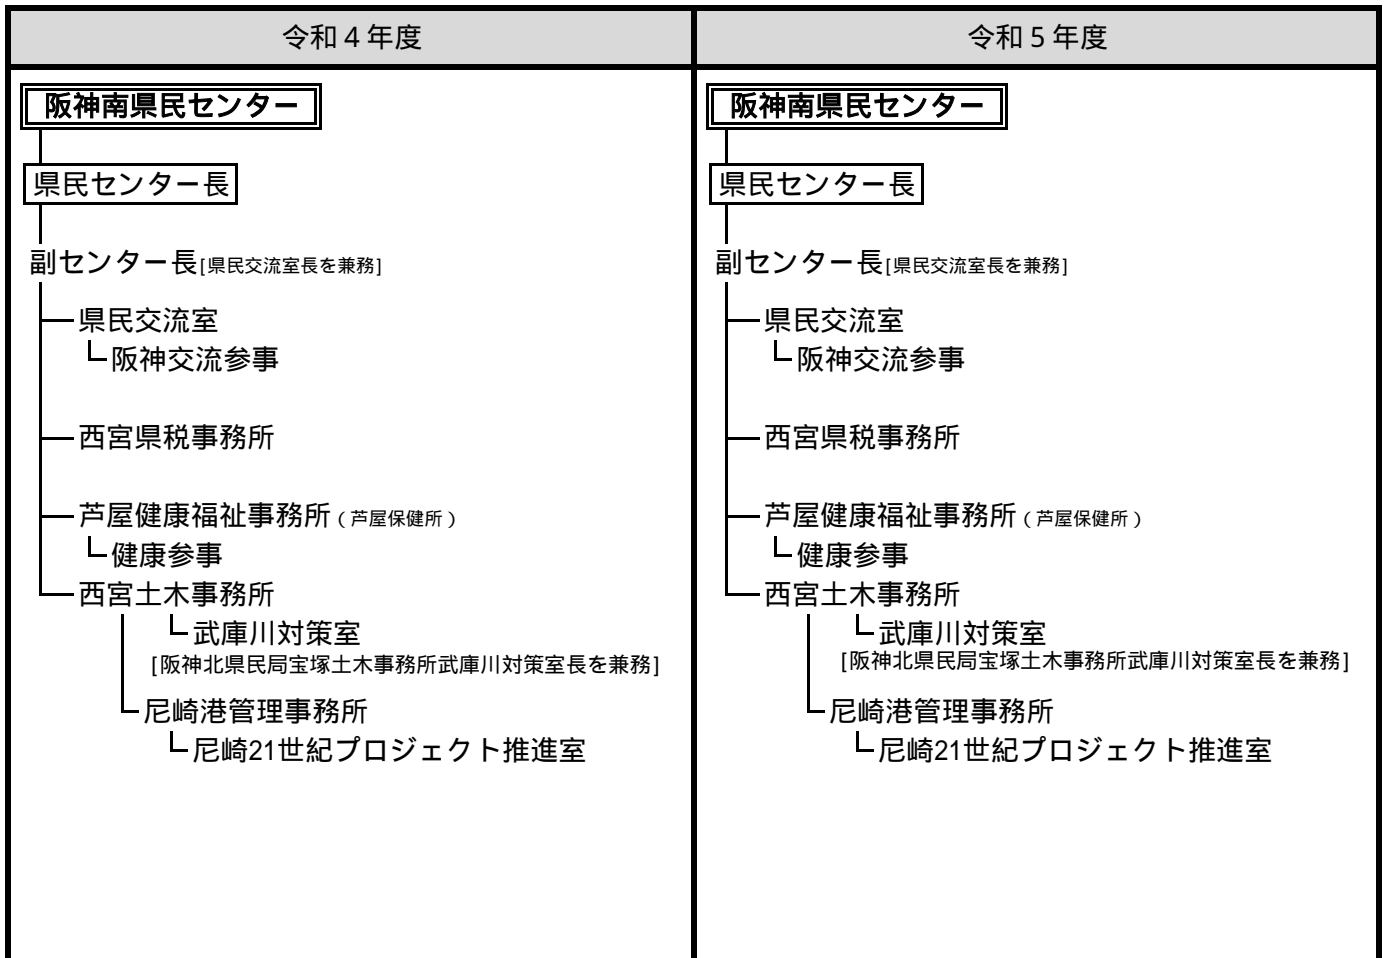 令和４年度
阪神南県民センター
県民センター長
副センター長[県民交流室長を兼務]
県民交流室
阪神交流参事
西宮県税事務所
芦屋健康福祉事務所（芦屋保健所）
健康参事
西宮土木事務所
武庫川対策室
[阪神北県民局宝塚土木事務所武庫川対策室長を兼務]
尼崎港管理事務所
尼崎21世紀プロジェクト推進室
令和５年度
阪神南県民センター
県民センター長
副センター長[県民交流室長を兼務]
県民交流室
阪神交流参事
西宮県税事務所
芦屋健康福祉事務所（芦屋保健所）
健康参事
西宮土木事務所
武庫川対策室
[阪神北県民局宝塚土木事務所武庫川対策室長を兼務]
尼崎港管理事務所
尼崎21世紀プロジェクト推進室